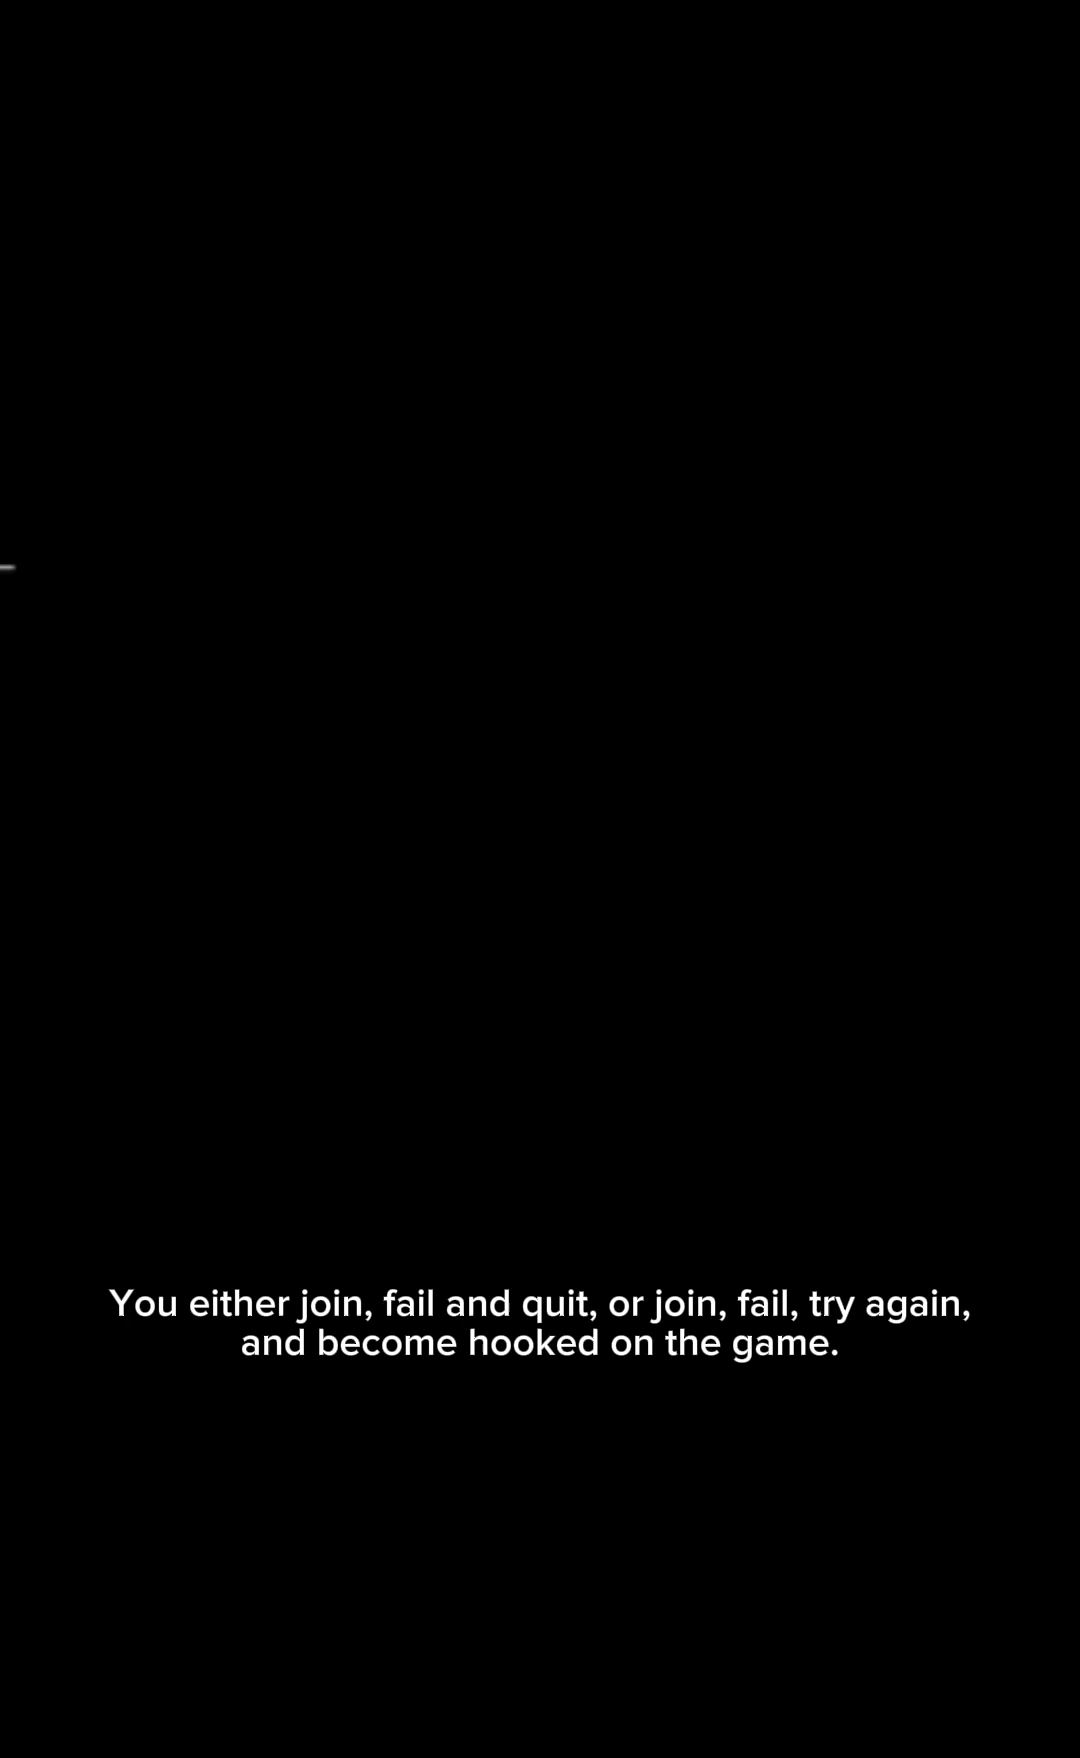 You either join, fail and quit, or join, fail, try again,
and become hooked on the game.